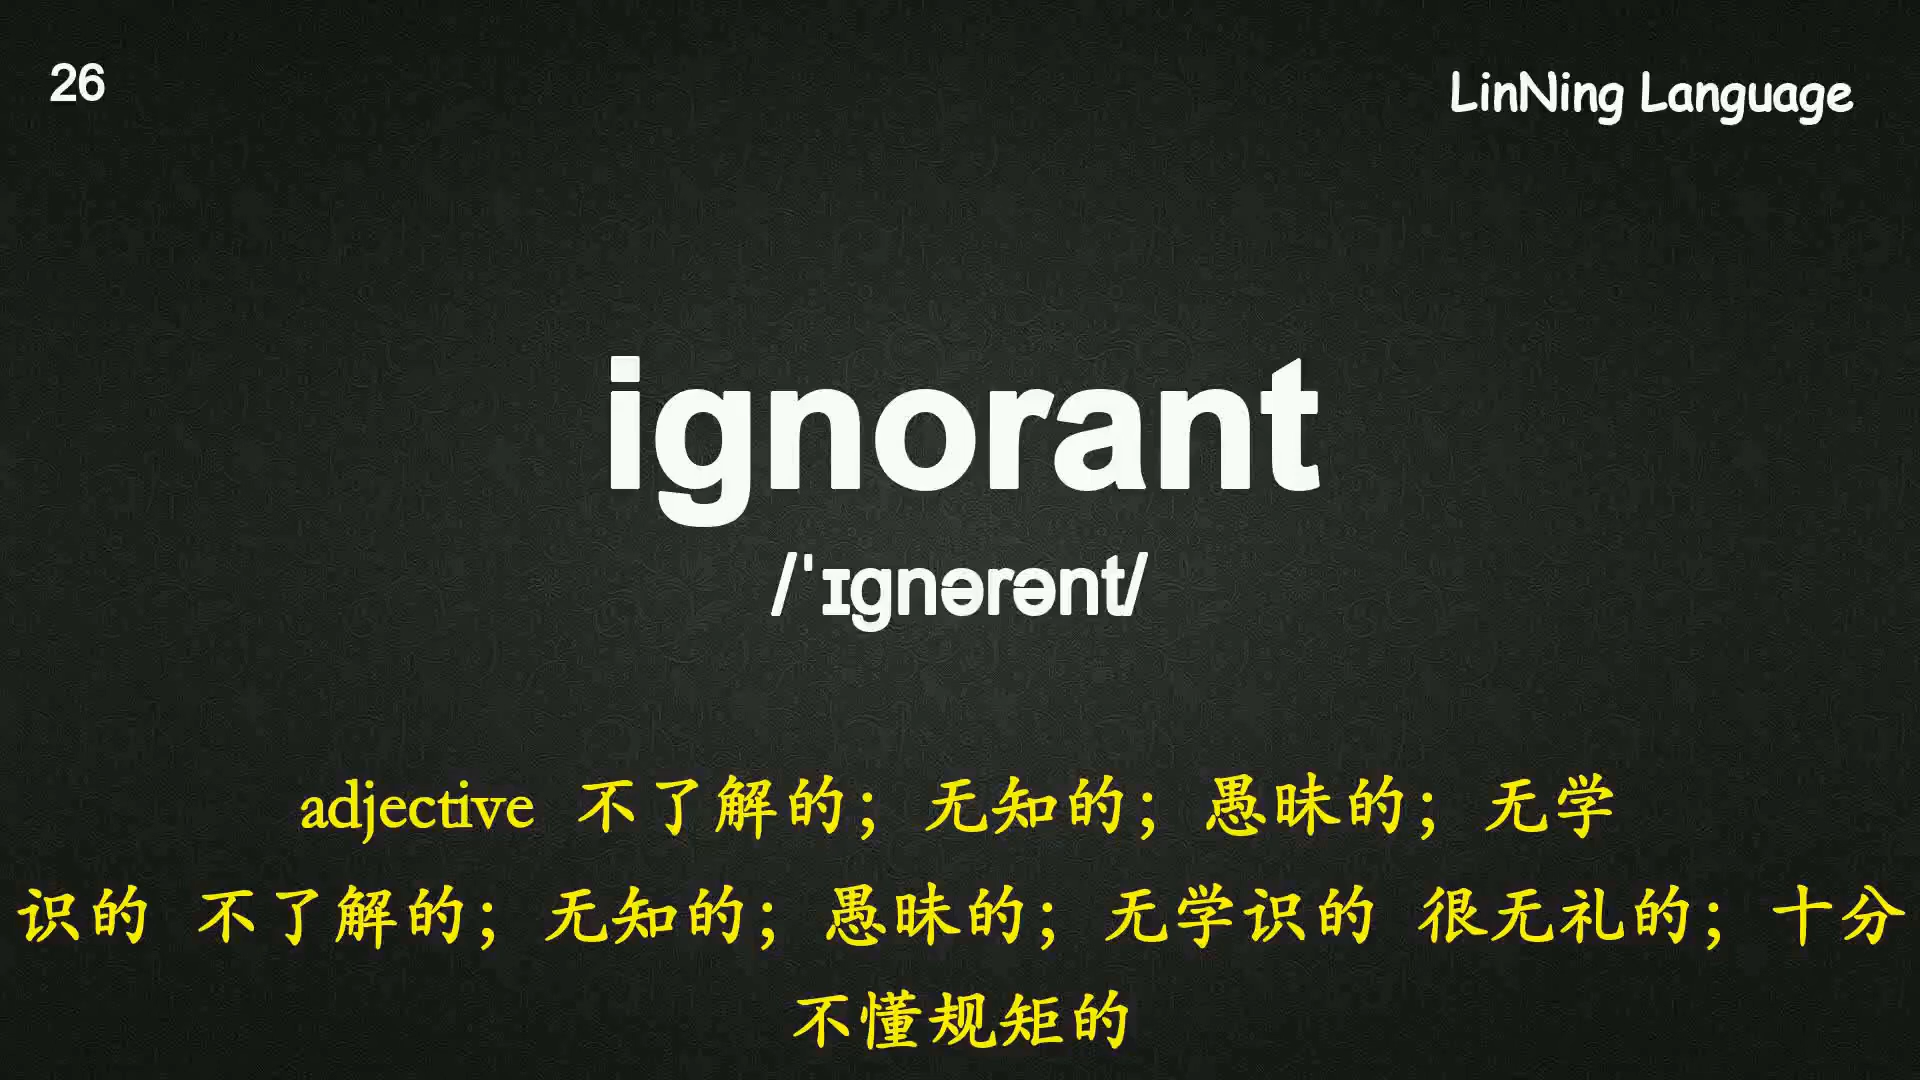 26
LinNing Language
ignorant
/ˈɪgnərənt/
adjective 不了解的；无知的；愚昧的；无学
识的 不了解的；无知的；愚昧的；无学识的 很无礼的；十分
不懂规矩的